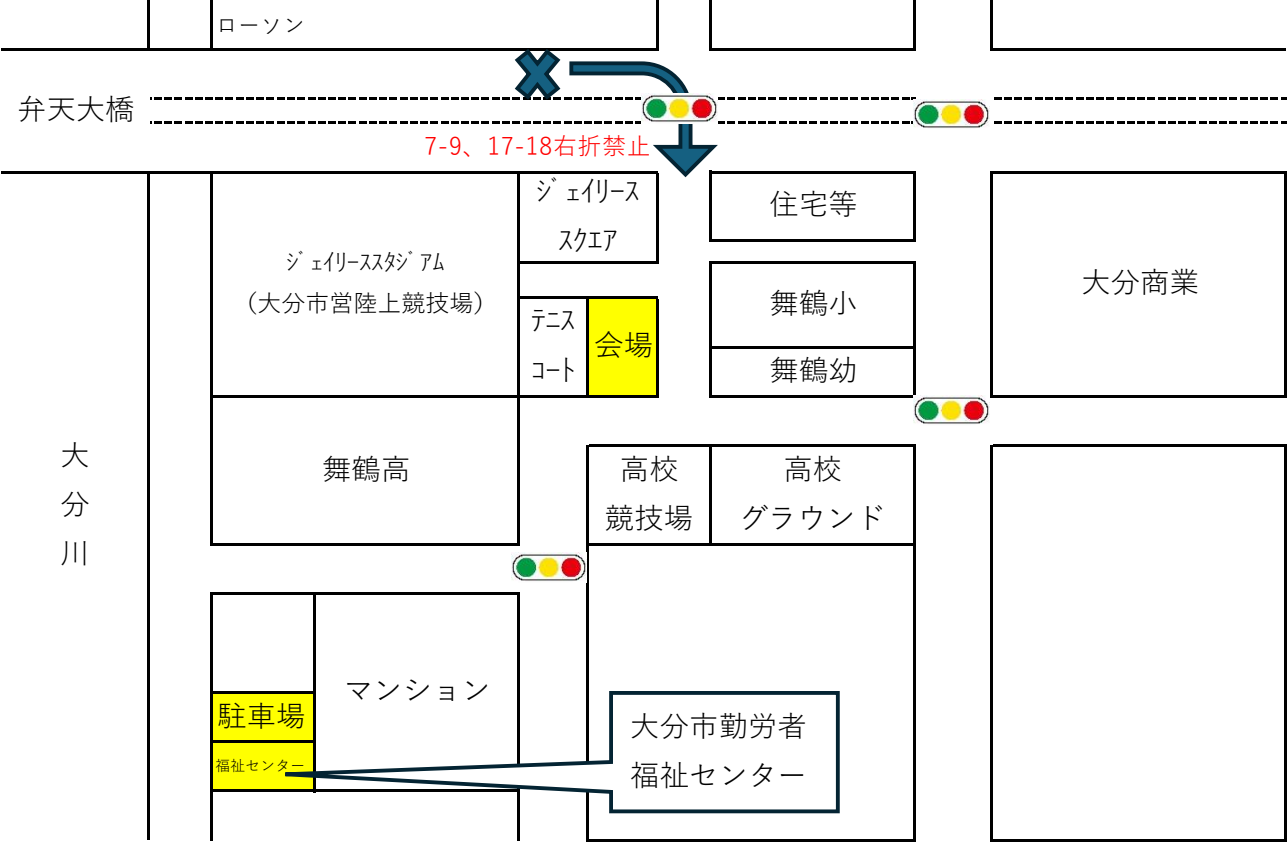 ローソン
弁天大橋
7-9、17-18右折禁止
ｼﾞｪｲﾘｰｽ
ｽｸｴｱ
住宅等
ｼﾞｪｲﾘｰｽｽﾀｼﾞｱﾑ
（大分市営陸上競技場）
大分商業
ﾃﾆｽ
ｺｰﾄ
会場
舞鶴小
舞鶴幼
大
分
川
舞鶴高
高校
競技場
高校
グラウンド
マンション
駐車場
福祉センター
大分市勤労者
福祉センター